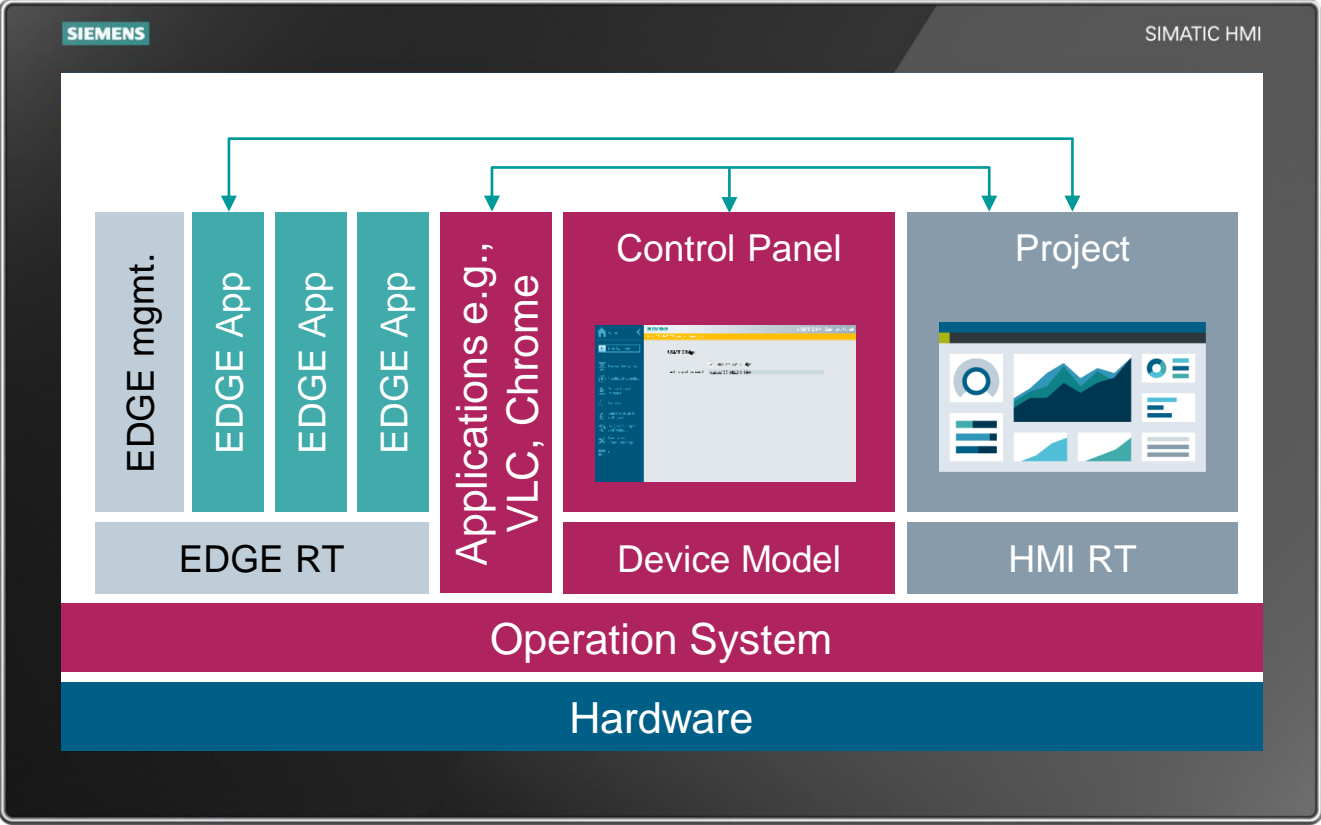 SIEMENS
SIMATIC HMI
EDGE mgmt.
EDGE App
EDGE App
EDGE App
Applications e.g.,
VLC, Chrome
Control Panel
Project
EDGE RT
Device Model
HMI RT
Operation System
Hardware